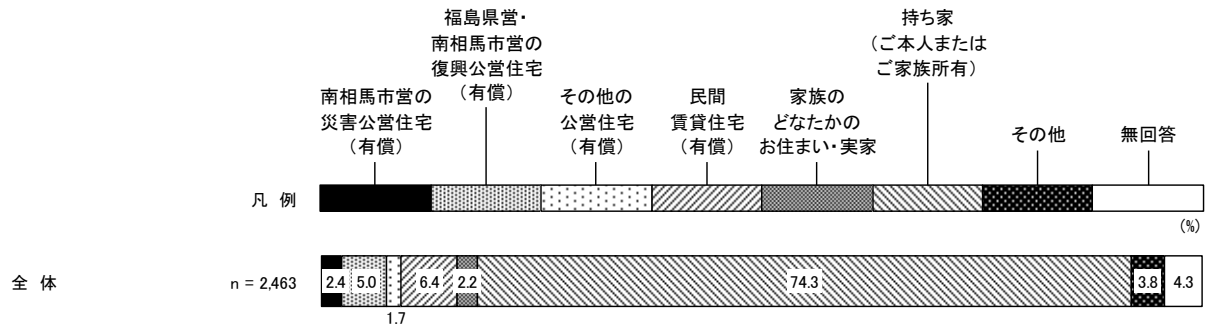 南相馬市営の
災害公営住宅
（有償）
福島県営・
南相馬市営の
復興公営住宅
（有償）
その他の
公営住宅
（有償）
民間
賃貸住宅
（有償）
家族の
どなたかの
お住まい・実家
持ち家
（ご本人または
ご家族所有）
その他
無回答
凡 例
(%)
全 体
n = 2,463
2.4 5.0 6.4 2.2 74.3 3.8 4.3
1.7